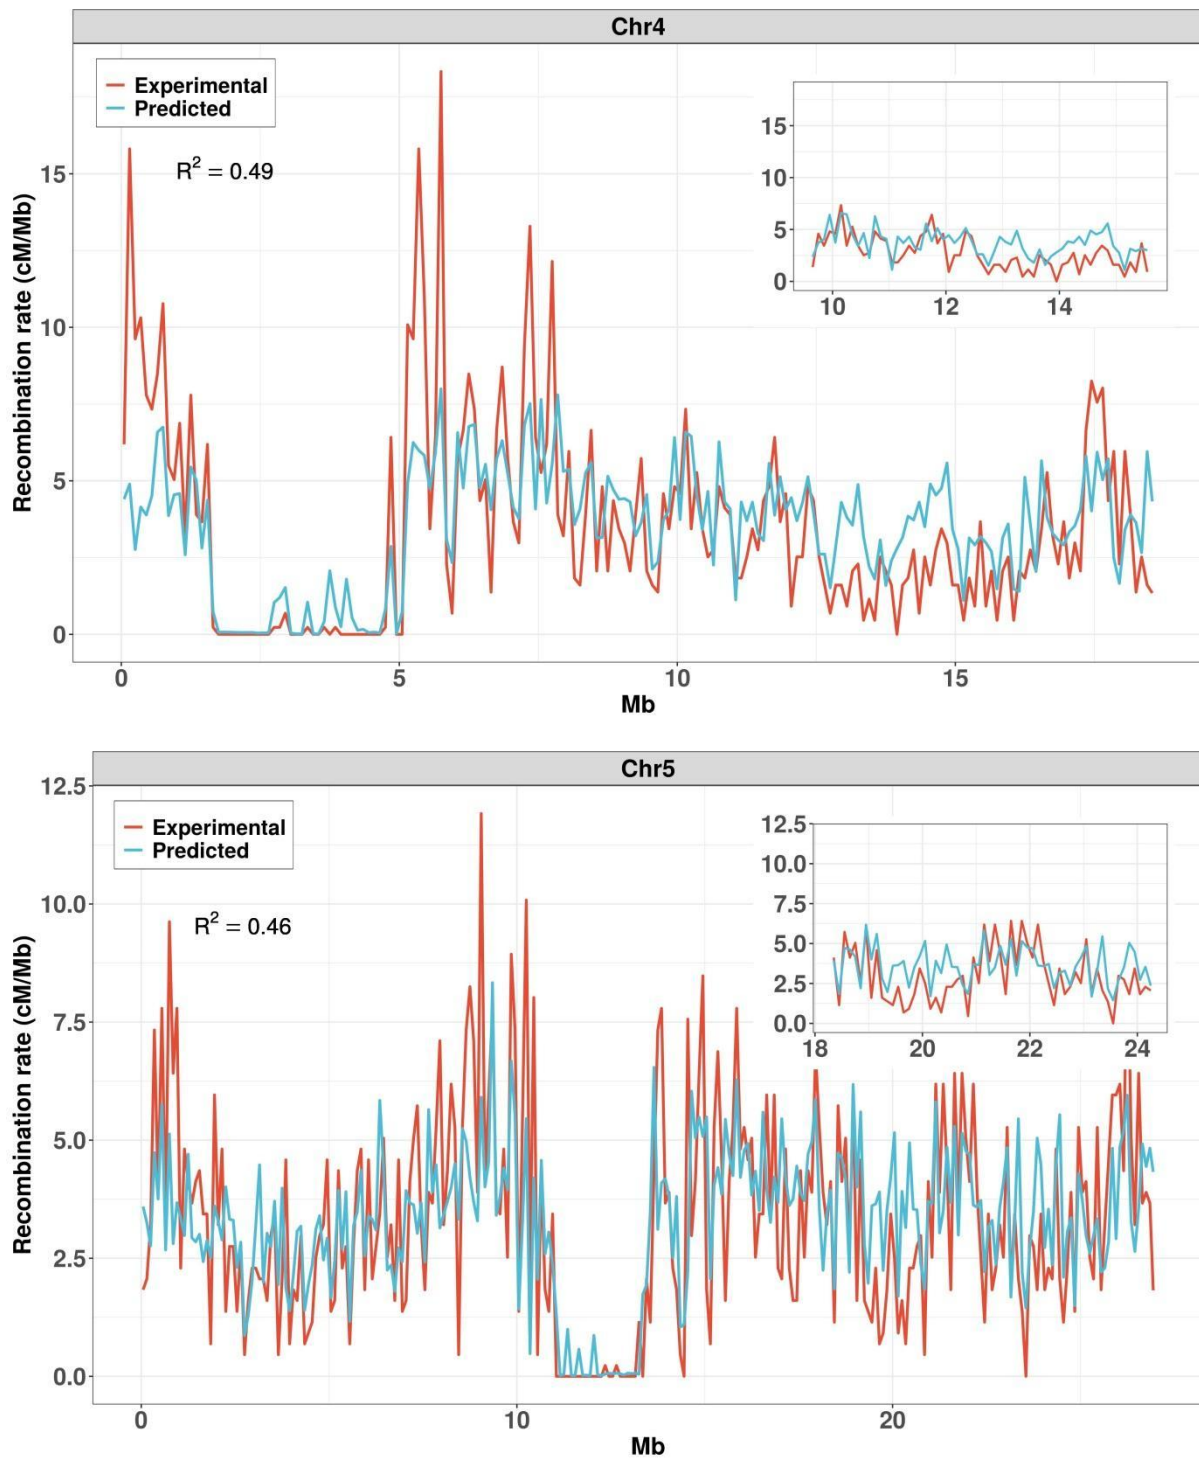 Chr4
Experimental
Predicted
R² = 0.49
Recombination rate (cM/Mb)
15
10
5
0
0 5 10 15
Mb
15
10
5
0
10 12 14
Chr5
Experimental
Predicted
R² = 0.46
Recombination rate (cM/Mb)
12.5
10.0
7.5
5.0
2.5
0.0
0 10 20
Mb
12.5
10.0
7.5
5.0
2.5
0.0
18 20 22 24